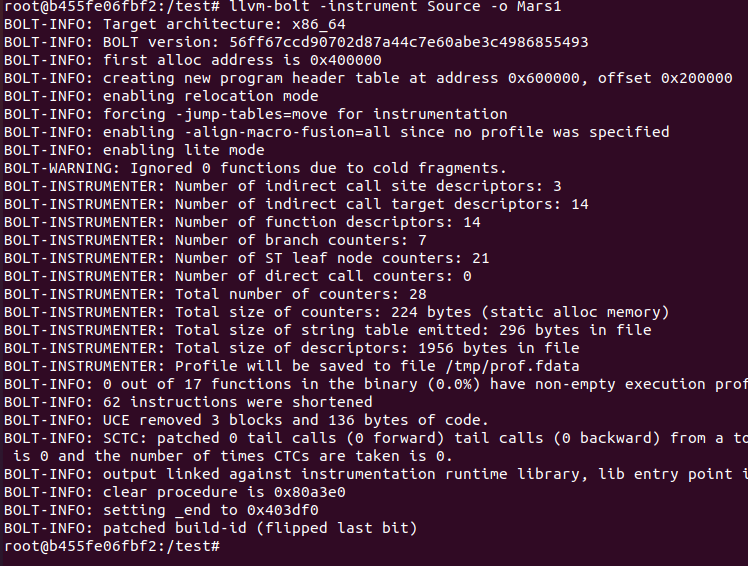 root@b455fe06fbf2:/test# llvm-bolt -instrument Source -o Mars1
BOLT-INFO: Target architecture: x86_64
BOLT-INFO: BOLT version: 56ff67ccd90702d87a44c7e60abe3c4986855493
BOLT-INFO: first alloc address is 0x400000
BOLT-INFO: creating new program header table at address 0x600000, offset 0x200000
BOLT-INFO: enabling relocation mode
BOLT-INFO: forcing -jump-tables=move for instrumentation
BOLT-INFO: enabling -align-macro-fusion=all since no profile was specified
BOLT-INFO: enabling lite mode
BOLT-WARNING: Ignored 0 functions due to cold fragments.
BOLT-INSTRUMENTER: Number of indirect call site descriptors: 3
BOLT-INSTRUMENTER: Number of indirect call target descriptors: 14
BOLT-INSTRUMENTER: Number of function descriptors: 14
BOLT-INSTRUMENTER: Number of branch counters: 7
BOLT-INSTRUMENTER: Number of ST leaf node counters: 21
BOLT-INSTRUMENTER: Number of direct call counters: 0
BOLT-INSTRUMENTER: Total number of counters: 28
BOLT-INSTRUMENTER: Total size of counters: 224 bytes (static alloc memory)
BOLT-INSTRUMENTER: Total size of string table emitted: 296 bytes in file
BOLT-INSTRUMENTER: Total size of descriptors: 1956 bytes in file
BOLT-INSTRUMENTER: Profile will be saved to file /tmp/prof.fdata
BOLT-INFO: 0 out of 17 functions in the binary (0.0%) have non-empty execution prof
BOLT-INFO: 62 instructions were shortened
BOLT-INFO: UCE removed 3 blocks and 136 bytes of code.
BOLT-INFO: SCTC: patched 0 tail calls (0 forward) tail calls (0 backward) from a to
is 0 and the number of times CTCs are taken is 0.
BOLT-INFO: output linked against instrumentation runtime library, lib entry point i
BOLT-INFO: clear procedure is 0x80a3e0
BOLT-INFO: setting _end to 0x403df0
BOLT-INFO: patched build-id (flipped last bit)
root@b455fe06fbf2:/test#